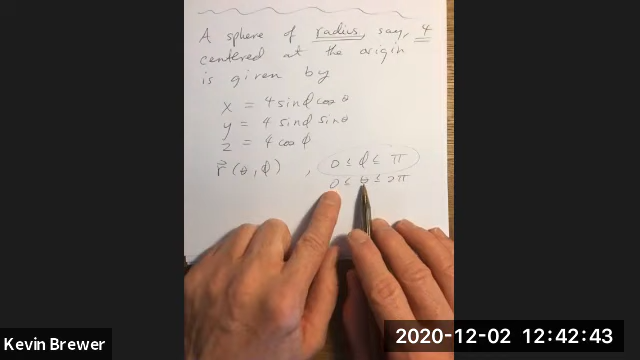 A sphere of radius, say, 4
centered at the origin
is given by
x = 4 sinϕ cosθ
y = 4 sinϕ sinθ
z = 4 cosϕ
r⃗ (θ, ϕ) , 0 ≤ ϕ ≤ π
0 ≤ θ ≤ 2π
Kevin Brewer
2020-12-02 12:42:43